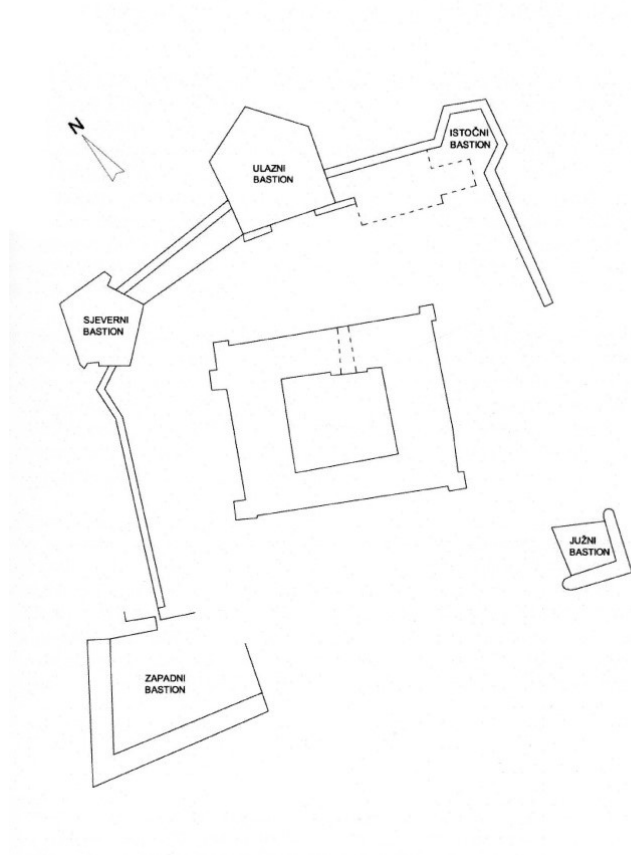 N
ISTOČNI
BASTION
ULAZNI
BASTION
SJEVERNI
BASTION
JUŽNI
BASTION
ZAPADNI
BASTION